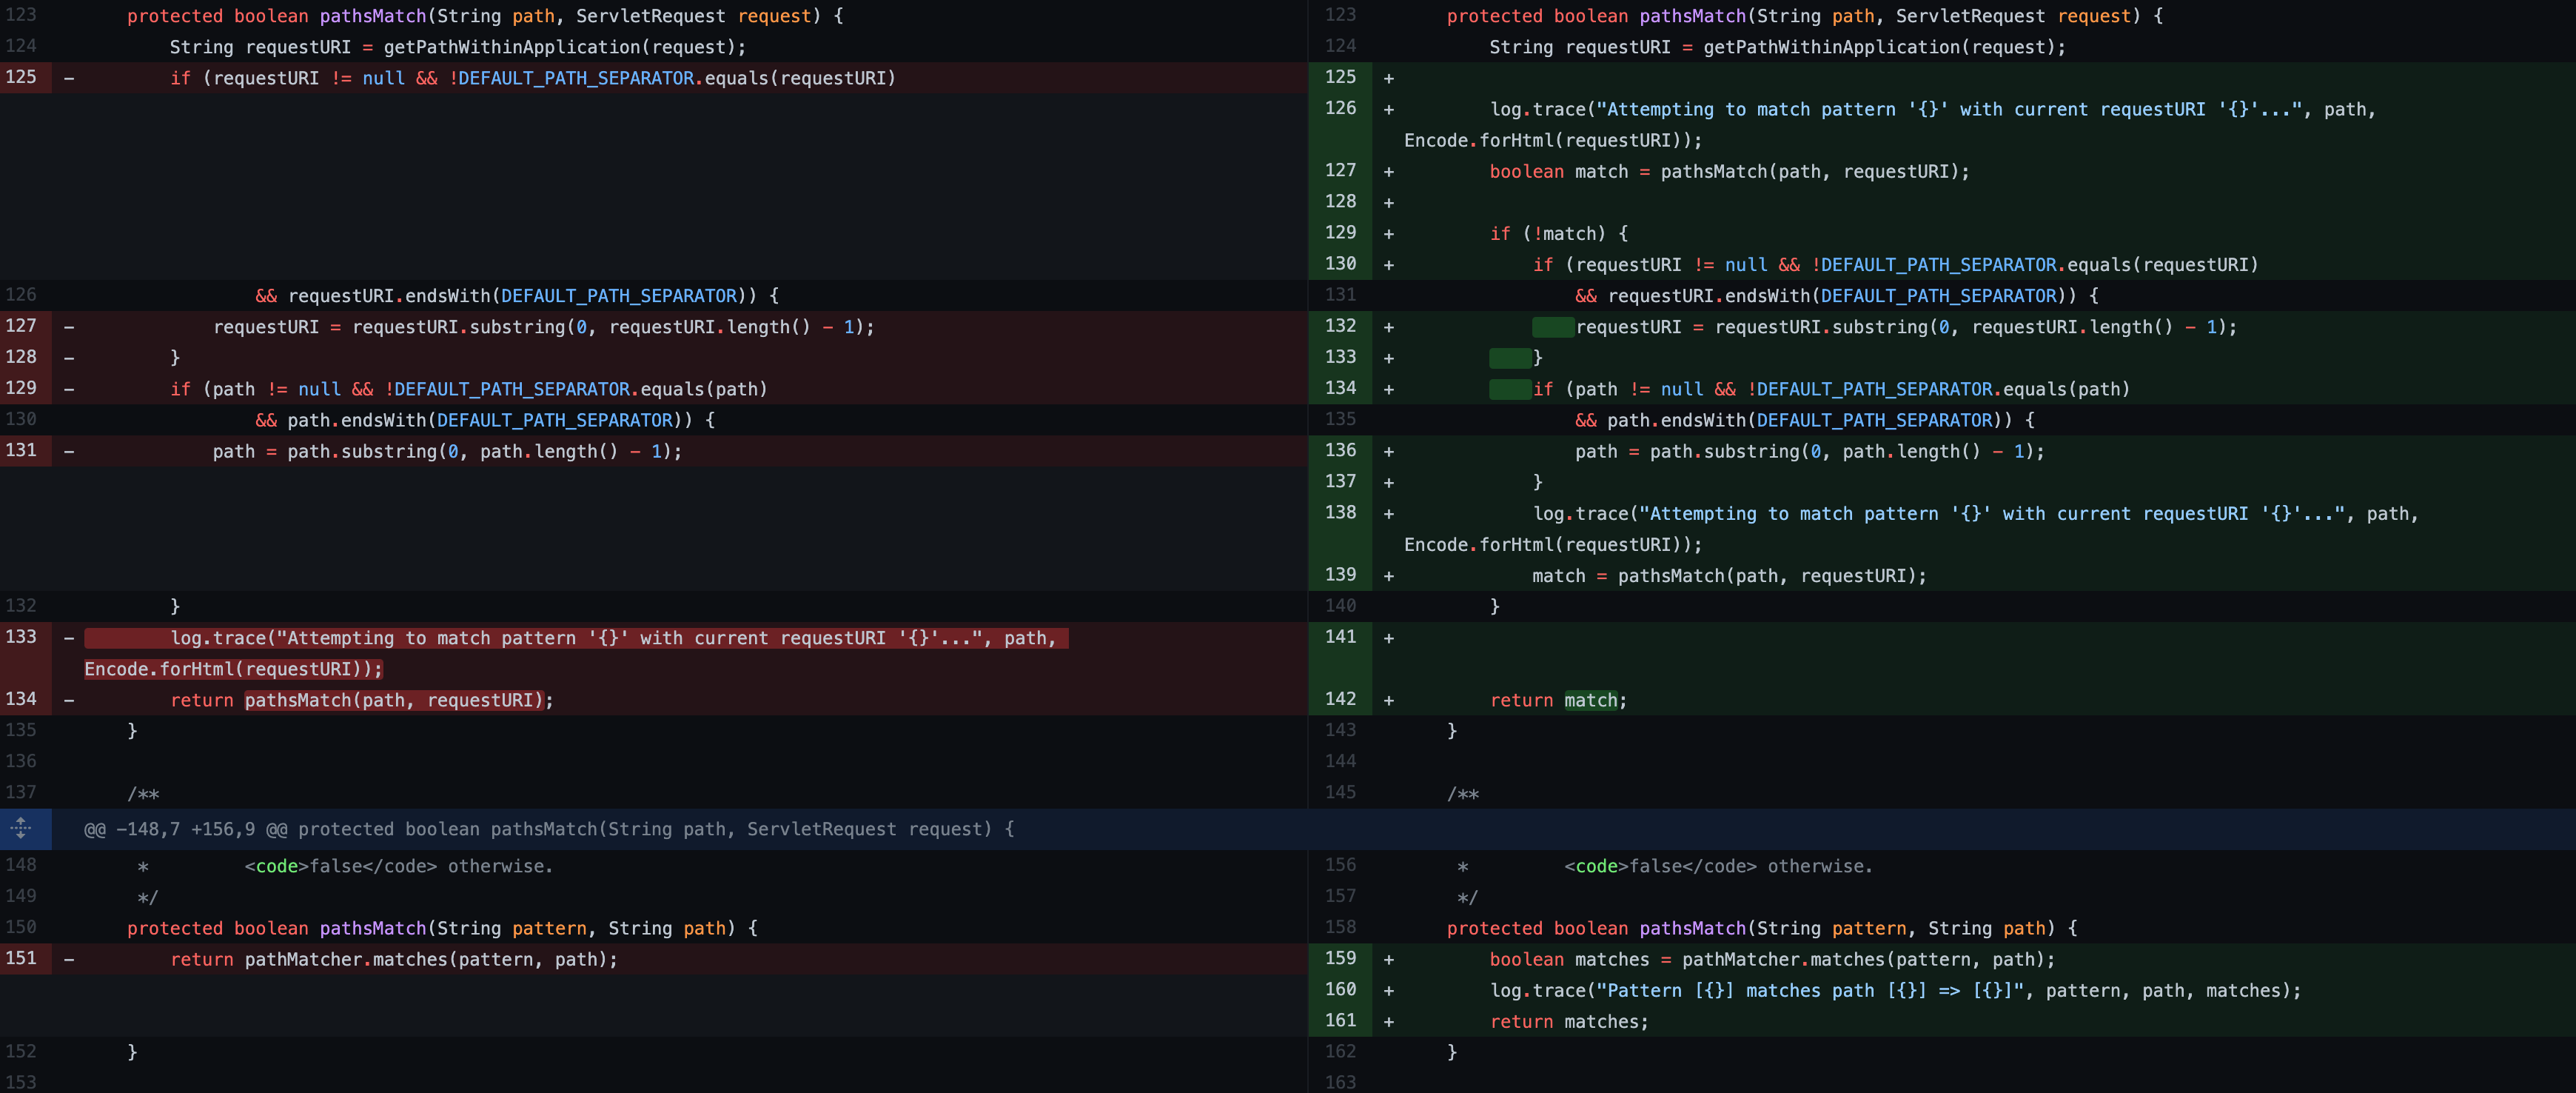 123 protected boolean pathsMatch(String path, ServletRequest request) {
124 String requestURI = getPathWithinApplication(request);
125 - if (requestURI != null && !DEFAULT_PATH_SEPARATOR.equals(requestURI)
126 && requestURI.endsWith(DEFAULT_PATH_SEPARATOR)) {
127 - requestURI = requestURI.substring(0, requestURI.length() - 1);
128 - }
129 - if (path != null && !DEFAULT_PATH_SEPARATOR.equals(path)
130 && path.endsWith(DEFAULT_PATH_SEPARATOR)) {
131 - path = path.substring(0, path.length() - 1);
132 }
133 - log.trace("Attempting to match pattern '{}' with current requestURI '{}'...", path,
Encode.forHtml(requestURI));
134 - return pathsMatch(path, requestURI);
135 }
136
137 /**
@@ -148,7 +156,9 @@ protected boolean pathsMatch(String path, ServletRequest request) {
148 * <code>false</code> otherwise.
149 */
150 protected boolean pathsMatch(String pattern, String path) {
151 - return pathMatcher.matches(pattern, path);
152 }
153
123 protected boolean pathsMatch(String path, ServletRequest request) {
124 String requestURI = getPathWithinApplication(request);
125 +
126 + log.trace("Attempting to match pattern '{}' with current requestURI '{}'...", path,
Encode.forHtml(requestURI));
127 + boolean match = pathsMatch(path, requestURI);
128 +
129 + if (!match) {
130 + if (requestURI != null && !DEFAULT_PATH_SEPARATOR.equals(requestURI)
131 && requestURI.endsWith(DEFAULT_PATH_SEPARATOR)) {
132 + requestURI = requestURI.substring(0, requestURI.length() - 1);
133 + }
134 + if (path != null && !DEFAULT_PATH_SEPARATOR.equals(path)
135 && path.endsWith(DEFAULT_PATH_SEPARATOR)) {
136 + path = path.substring(0, path.length() - 1);
137 + }
138 + log.trace("Attempting to match pattern '{}' with current requestURI '{}'...", path,
Encode.forHtml(requestURI));
139 + match = pathsMatch(path, requestURI);
140 }
141 +
142 + return match;
143 }
144
145 /**
156 * <code>false</code> otherwise.
157 */
158 protected boolean pathsMatch(String pattern, String path) {
159 + boolean matches = pathMatcher.matches(pattern, path);
160 + log.trace("Pattern [{}] matches path [{}] => [{}]", pattern, path, matches);
161 + return matches;
162 }
163